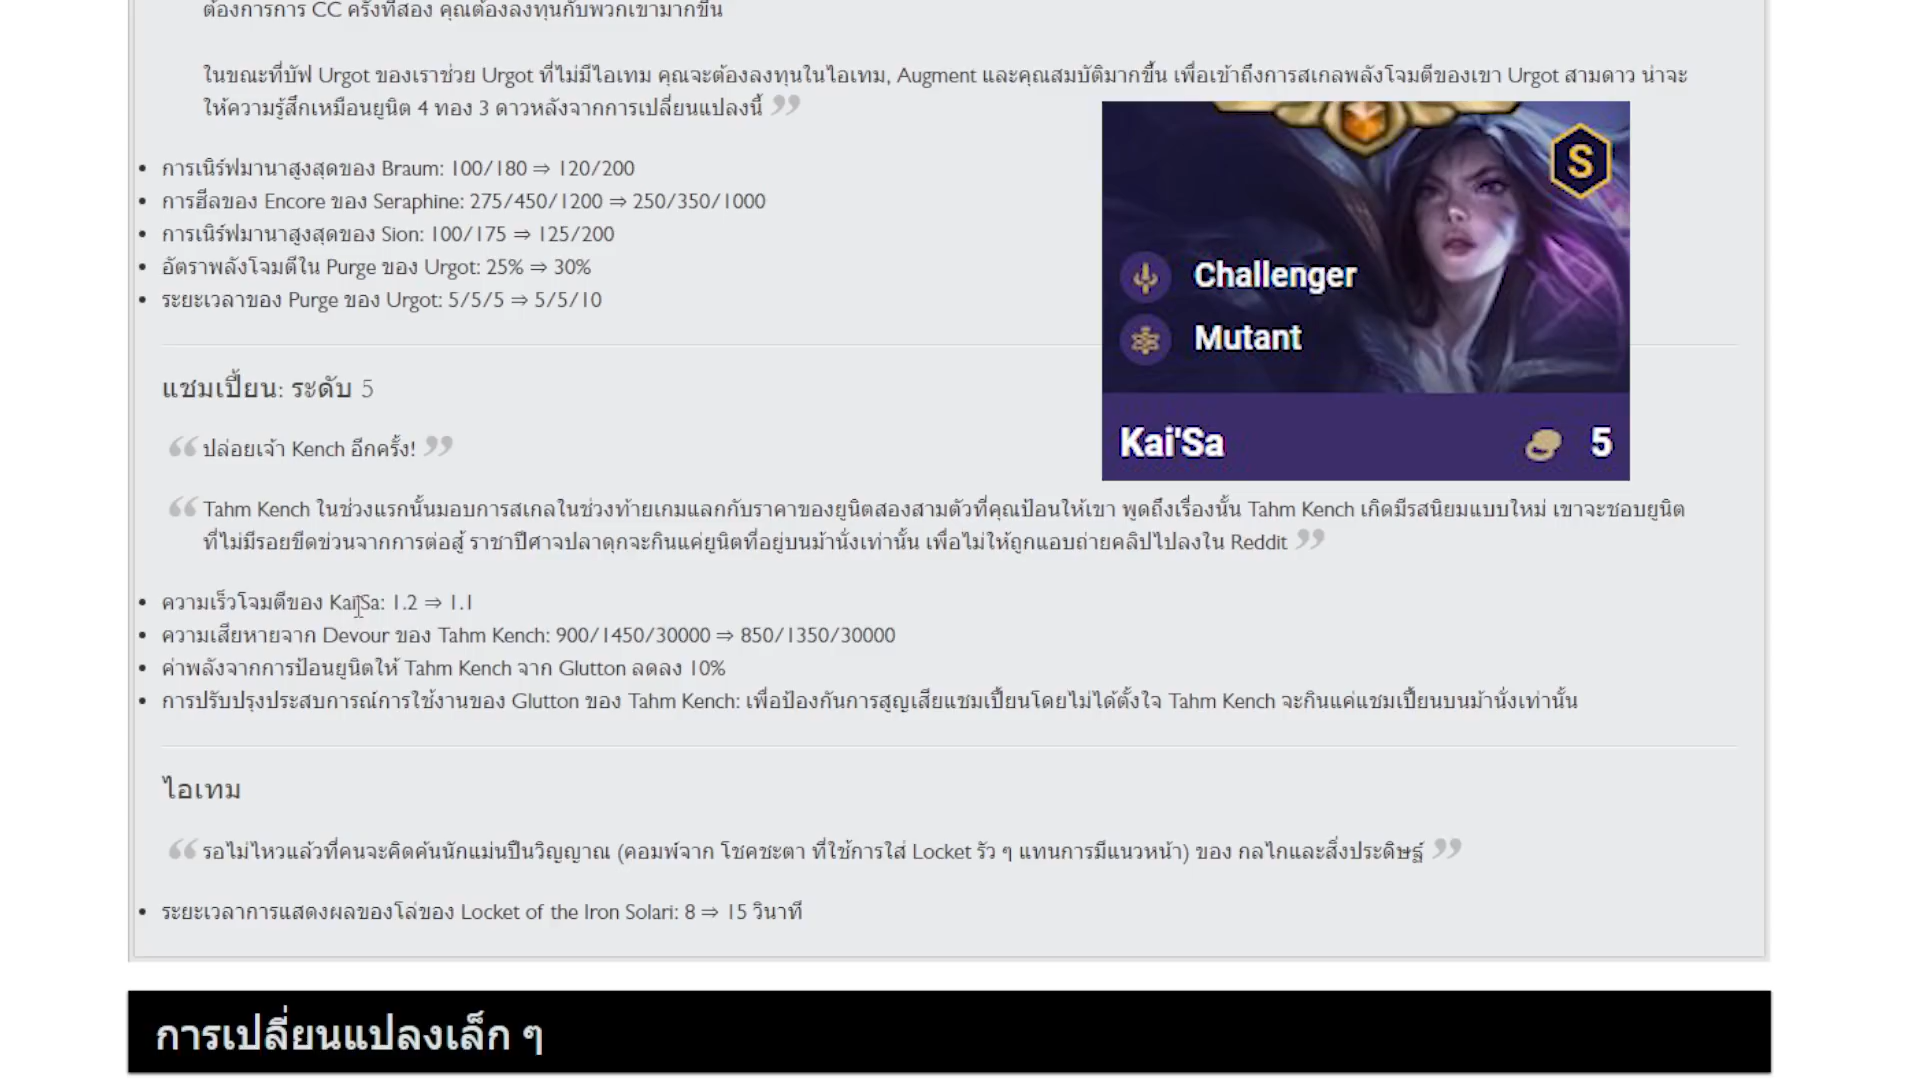 ต้องการการ CC ครั้งที่สอง คุณต้องลงทุนกับพวกเขามากขึ้น
ในขณะที่บัฟ Urgot ของเราช่วย Urgot ที่ไม่มีไอเทม คุณจะต้องลงทุนในไอเทม, Augment และคุณสมบัติมากขึ้น เพื่อเข้าถึงการสเกลพลังโจมตีของเขา Urgot สามดาว น่าจะ
ให้ความรู้สึกเหมือนยูนิต 4 ทอง 3 ดาวหลังจากการเปลี่ยนแปลงนี้ ”
• การเนิร์ฟมานาสูงสุดของ Braum: 100/180 ⇒ 120/200
• การฮีลของ Encore ของ Seraphine: 275/450/1200 ⇒ 250/350/1000
• การเนิร์ฟมานาสูงสุดของ Sion: 100/175 ⇒ 125/200
• อัตราพลังโจมตีใน Purge ของ Urgot: 25% ⇒ 30%
• ระยะเวลาของ Purge ของ Urgot: 5/5/5 ⇒ 5/5/10
S
Challenger
Mutant
Kai'Sa 5
แชมเปี้ยน: ระดับ 5
“ ปล่อยเจ้า Kench อีกครั้ง! ”
“ Tahm Kench ในช่วงแรกนั้นมอบการสเกลในช่วงท้ายเกมแลกกับราคาของยูนิตสองสามตัวที่คุณป้อนให้เขา พูดถึงเรื่องนั้น Tahm Kench เกิดมีรสนิยมแบบใหม่ เขาจะชอบยูนิต
ที่ไม่มีรอยขีดข่วนจากการต่อสู้ ราชาปีศาจปลาดุกจะกินแค่ยูนิตที่อยู่บนม้านั่งเท่านั้น เพื่อไม่ให้ถูกแอบถ่ายคลิปไปลงใน Reddit ”
• ความเร็วโจมตีของ Kai'Sa: 1.2 ⇒ 1.1
• ความเสียหายจาก Devour ของ Tahm Kench: 900/1450/30000 ⇒ 850/1350/30000
• ค่าพลังจากการป้อนยูนิตให้ Tahm Kench จาก Glutton ลดลง 10%
• การปรับปรุงประสบการณ์การใช้งานของ Glutton ของ Tahm Kench: เพื่อป้องกันการสูญเสียแชมเปี้ยนโดยไม่ได้ตั้งใจ Tahm Kench จะกินแค่แชมเปี้ยนบนม้านั่งเท่านั้น
ไอเทม
“ รอไม่ไหวแล้วที่คนจะคิดค้นนักแม่นปืนวิญญาณ (คอมพ์จาก โชคชะตา ที่ใช้การใส่ Locket รัว ๆ แทนการมีแนวหน้า) ของ กลไกและสิ่งประดิษฐ์ ”
• ระยะเวลาการแสดงผลของโล่ของ Locket of the Iron Solari: 8 ⇒ 15 วินาที
การเปลี่ยนแปลงเล็ก ๆ